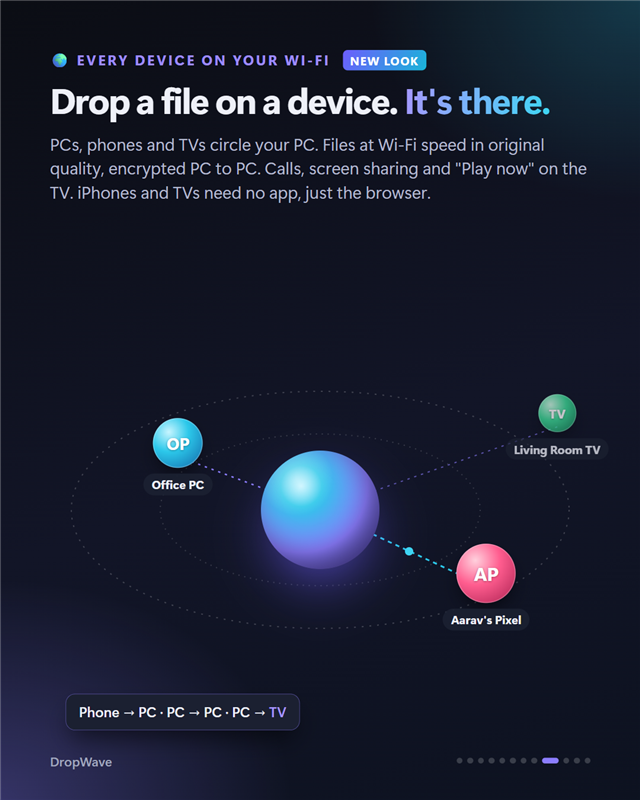 EVERY DEVICE ON YOUR WI-FI NEW LOOK
Drop a file on a device. It's there.
PCs, phones and TVs circle your PC. Files at Wi-Fi speed in original
quality, encrypted PC to PC. Calls, screen sharing and "Play now" on the
TV. iPhones and TVs need no app, just the browser.
TV
OP
Living Room TV
Office PC
AP
Aarav's Pixel
Phone → PC · PC → PC · PC → TV
DropWave